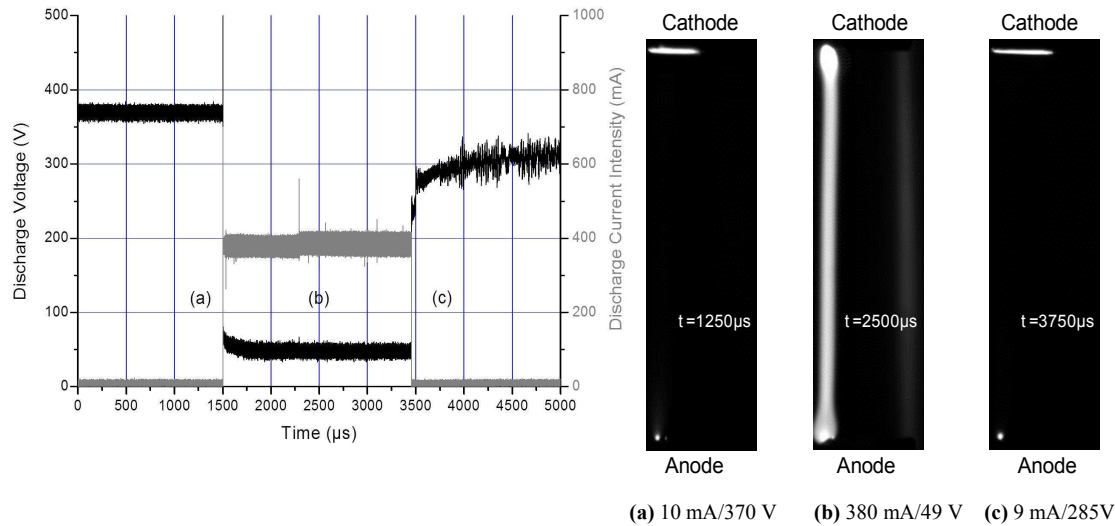 500
400
300
200
100
0
Discharge Voltage (V)
1000
800
600
400
200
0
Discharge Current Intensity (mA)
(a)
(b)
(c)
0 500 1000 1500 2000 2500 3000 3500 4000 4500 5000
Time (µs)
Cathode
t =1250µs
Anode
(a) 10 mA/370 V
Cathode
t =2500µs
Anode
(b) 380 mA/49 V
Cathode
t =3750µs
Anode
(c) 9 mA/285V